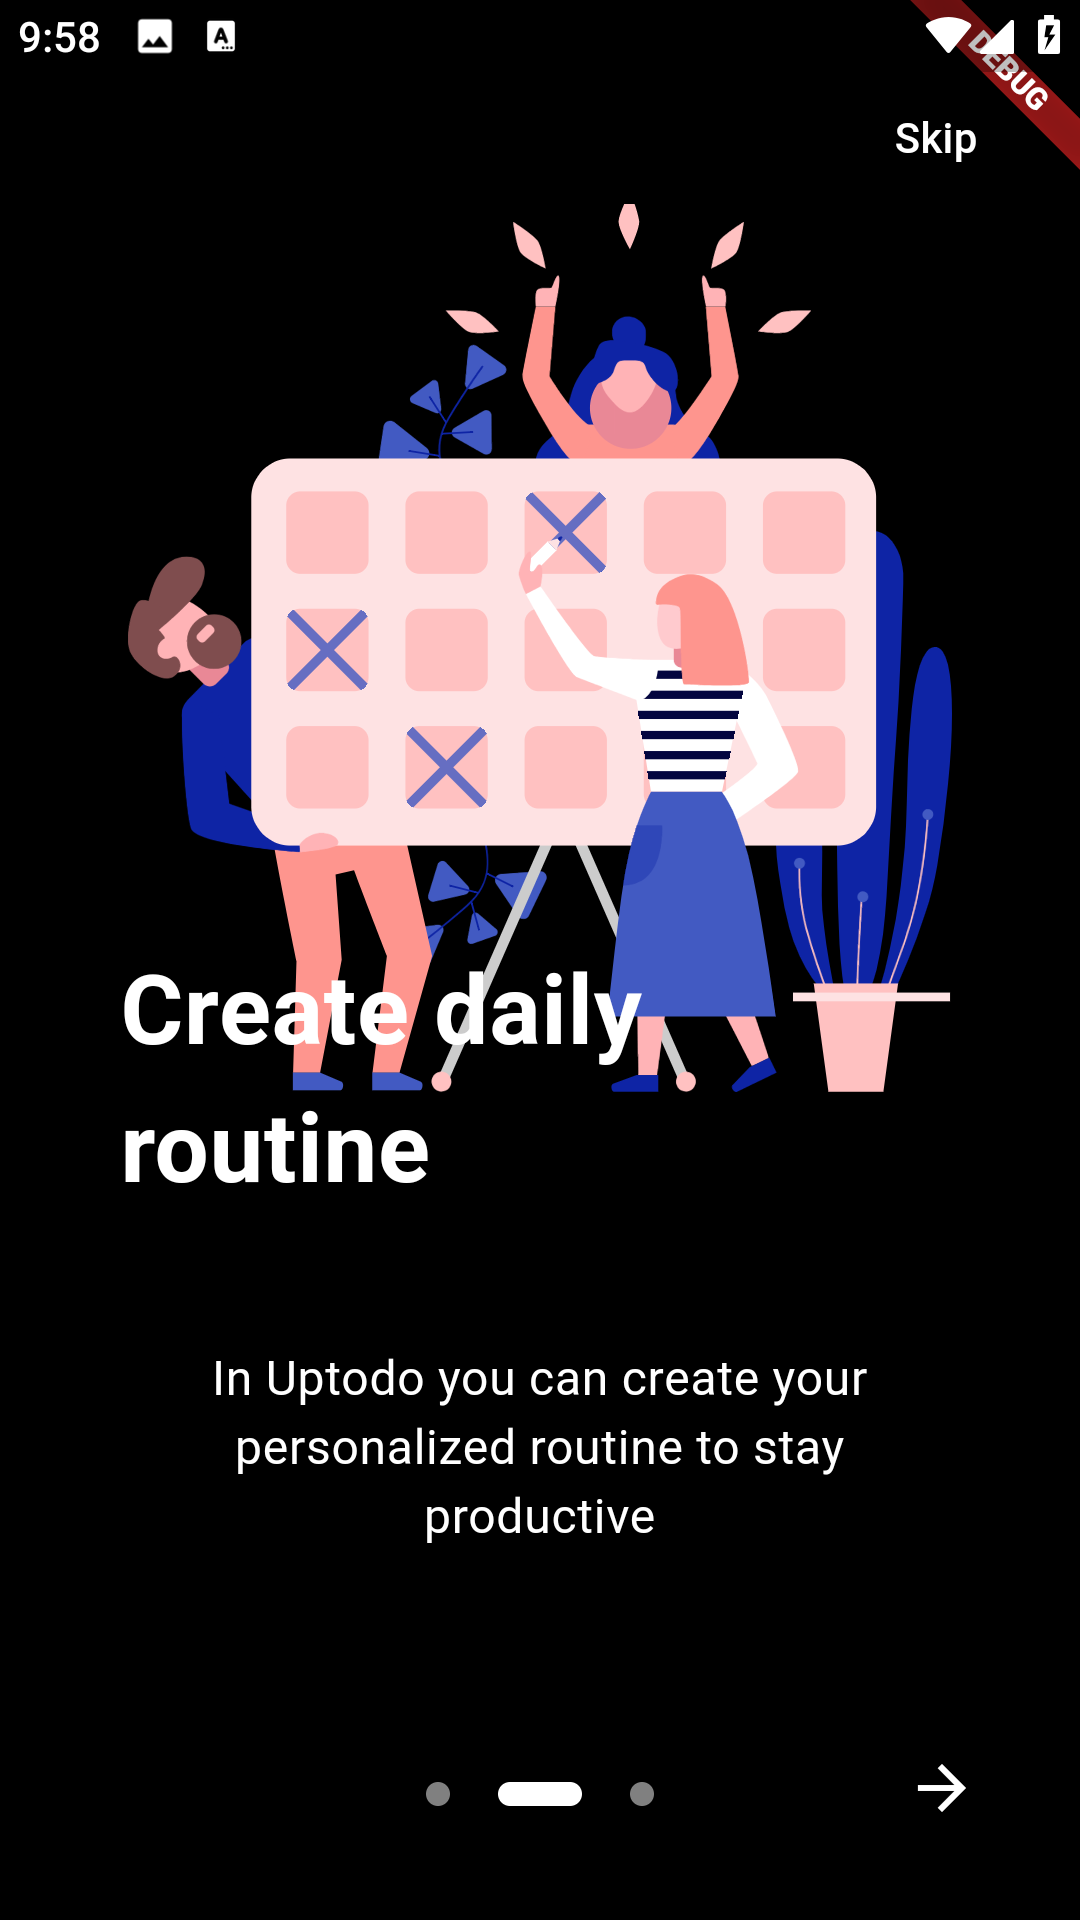 9:58
DEBUG
Skip
Create daily
routine
In Uptodo you can create your
personalized routine to stay
productive